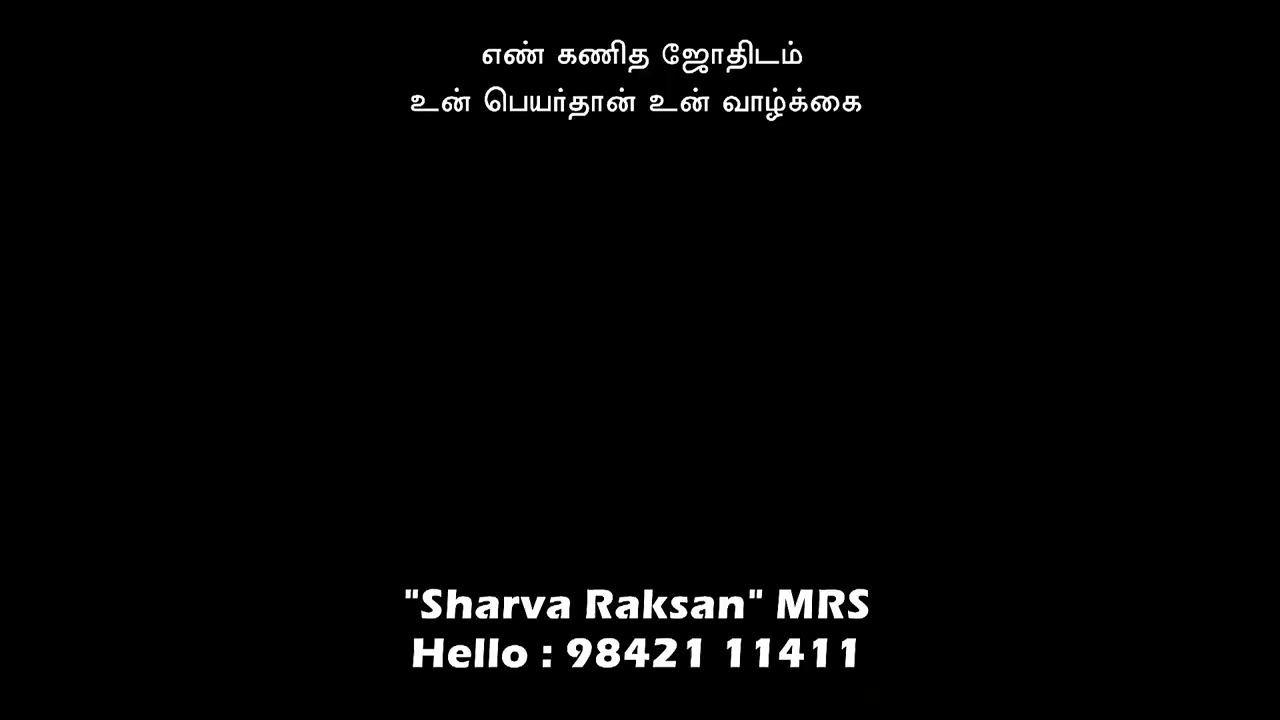 எண் கணித ஜோதிடம்
உன் பெயர்தான் உன் வாழ்க்கை
"Sharva Raksan" MRS
Hello : 98421 11411